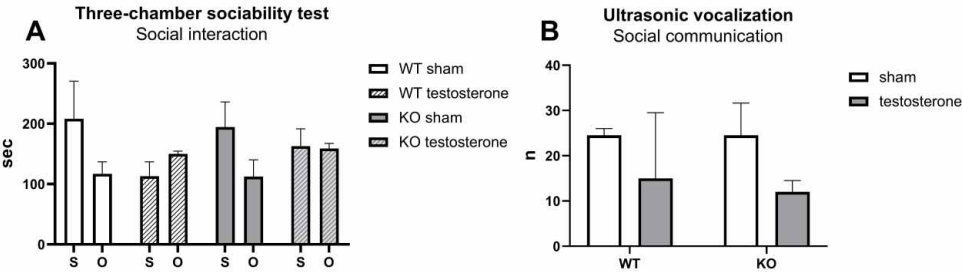 Three-chamber sociability test
Social interaction
A
sec
300
200
100
0
S O S O S O S O
WT sham
WT testosterone
KO sham
KO testosterone
Ultrasonic vocalization
Social communication
B
n
40
30
20
10
0
WT KO
sham
testosterone